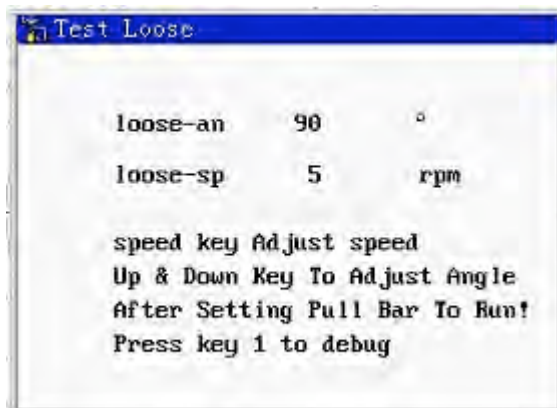 Test Loose
loose-an 90 °
loose-sp 5 rpm
speed key Adjust speed
Up & Down Key To Adjust Angle
After Setting Pull Bar To Run!
Press key 1 to debug